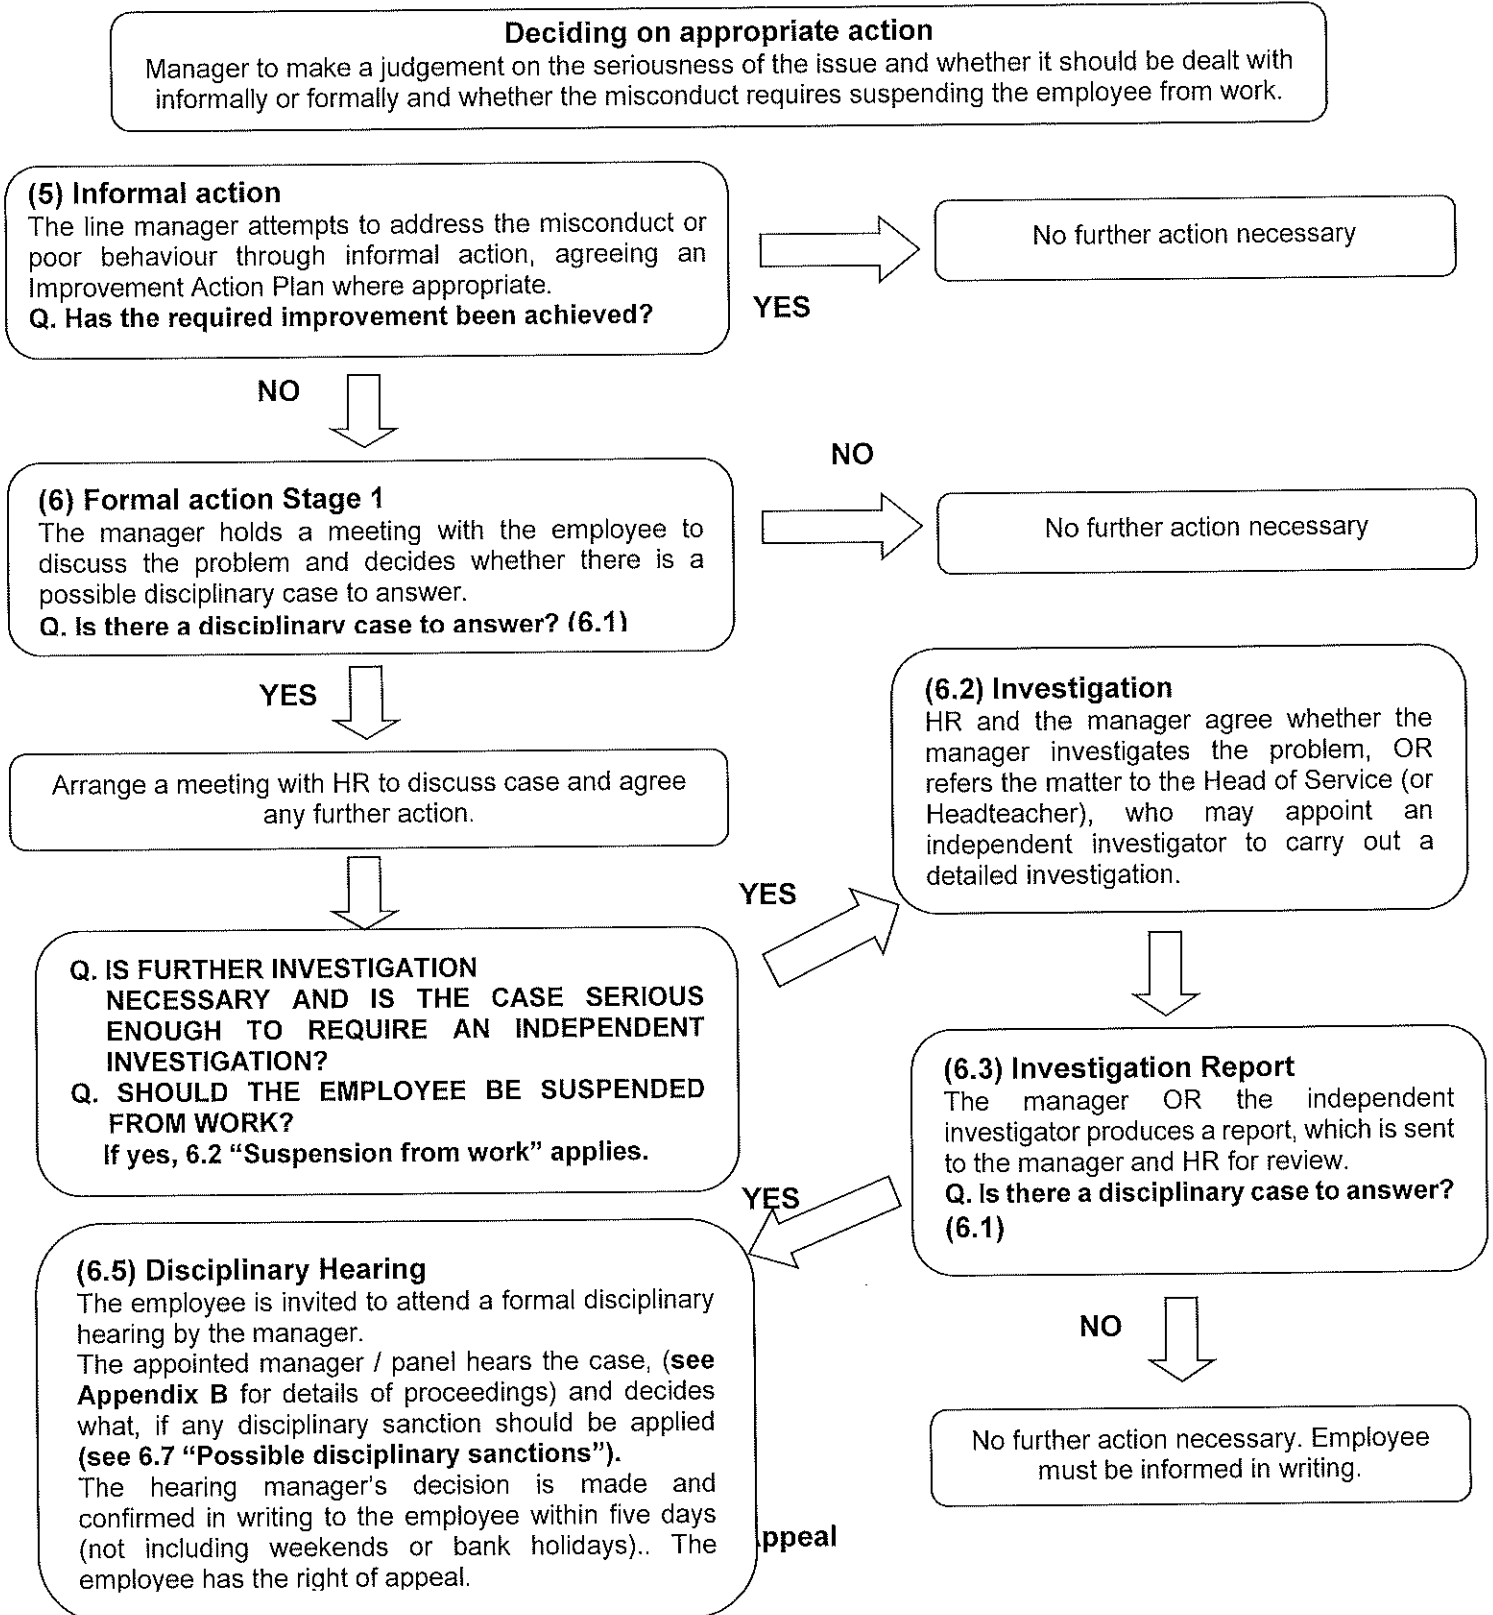 Deciding on appropriate action
Manager to make a judgement on the seriousness of the issue and whether it should be dealt with
informally or formally and whether the misconduct requires suspending the employee from work.
(5) Informal action
The line manager attempts to address the misconduct or
poor behaviour through informal action, agreeing an
Improvement Action Plan where appropriate.
Q. Has the required improvement been achieved?
YES
No further action necessary
NO
(6) Formal action Stage 1
The manager holds a meeting with the employee to
discuss the problem and decides whether there is a
possible disciplinary case to answer.
Q. Is there a disciplinary case to answer? (6.1)
NO
No further action necessary
YES
Arrange a meeting with HR to discuss case and agree
any further action.
Q. IS FURTHER INVESTIGATION
NECESSARY AND IS THE CASE SERIOUS
ENOUGH TO REQUIRE AN INDEPENDENT
INVESTIGATION?
Q. SHOULD THE EMPLOYEE BE SUSPENDED
FROM WORK?
If yes, 6.2 “Suspension from work” applies.
YES
(6.2) Investigation
HR and the manager agree whether the
manager investigates the problem, OR
refers the matter to the Head of Service (or
Headteacher), who may appoint an
independent investigator to carry out a
detailed investigation.
(6.3) Investigation Report
The manager OR the independent
investigator produces a report, which is sent
to the manager and HR for review.
Q. Is there a disciplinary case to answer?
(6.1)
YES
(6.5) Disciplinary Hearing
The employee is invited to attend a formal disciplinary
hearing by the manager.
The appointed manager / panel hears the case, (see
Appendix B for details of proceedings) and decides
what, if any disciplinary sanction should be applied
(see 6.7 “Possible disciplinary sanctions”).
The hearing manager's decision is made and
confirmed in writing to the employee within five days
(not including weekends or bank holidays).. The
employee has the right of appeal.
ppeal
NO
No further action necessary. Employee
must be informed in writing.